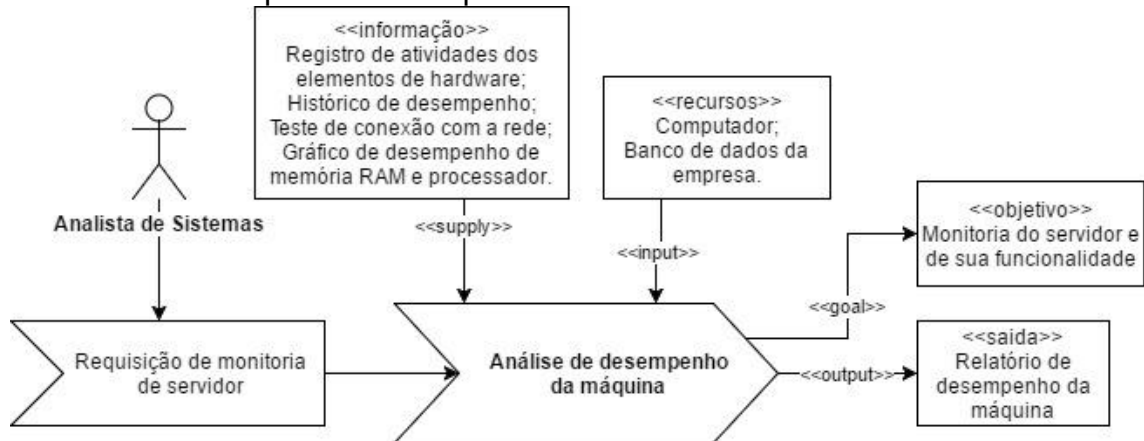 <<informação>>
Registro de atividades dos
elementos de hardware;
Histórico de desempenho;
Teste de conexão com a rede;
Gráfico de desempenho de
memória RAM e processador.
<<recursos>>
Computador;
Banco de dados da
empresa.
Analista de Sistemas
<<supply>>
<<input>>
<<objetivo>>
Monitoria do servidor e
de sua funcionalidade
<<goal>>
Requisição de monitoria
de servidor
Análise de desempenho
da máquina
<<output>>
<<saida>>
Relatório de
desempenho da
máquina